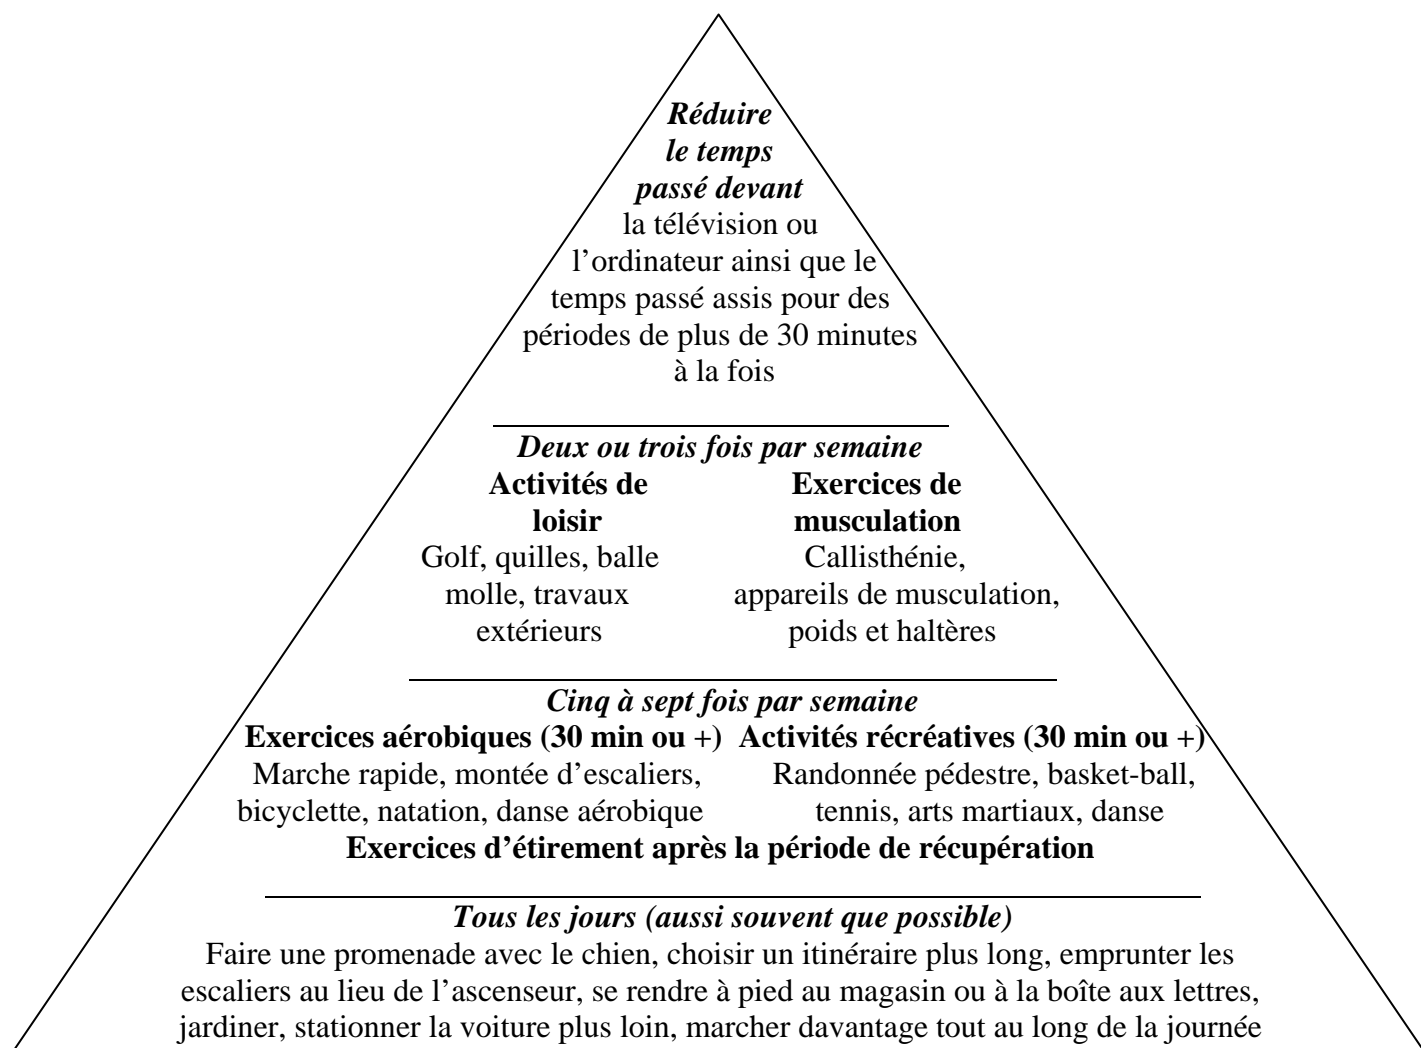 Réduire
le temps
passé devant
la télévision ou
l’ordinateur ainsi que le
temps passé assis pour des
périodes de plus de 30 minutes
à la fois
Deux ou trois fois par semaine
Activités de
loisir
Golf, quilles, balle
molle, travaux
extérieurs
Exercices de
musculation
Callisthénie,
appareils de musculation,
poids et haltères
Cinq à sept fois par semaine
Exercices aérobiques (30 min ou +)
Marche rapide, montée d’escaliers,
bicyclette, natation, danse aérobique
Activités récréatives (30 min ou +)
Randonnée pédestre, basket-ball,
tennis, arts martiaux, danse
Exercices d’étirement après la période de récupération
Tous les jours (aussi souvent que possible)
Faire une promenade avec le chien, choisir un itinéraire plus long, emprunter les
escaliers au lieu de l’ascenseur, se rendre à pied au magasin ou à la boîte aux lettres,
jardiner, stationner la voiture plus loin, marcher davantage tout au long de la journée